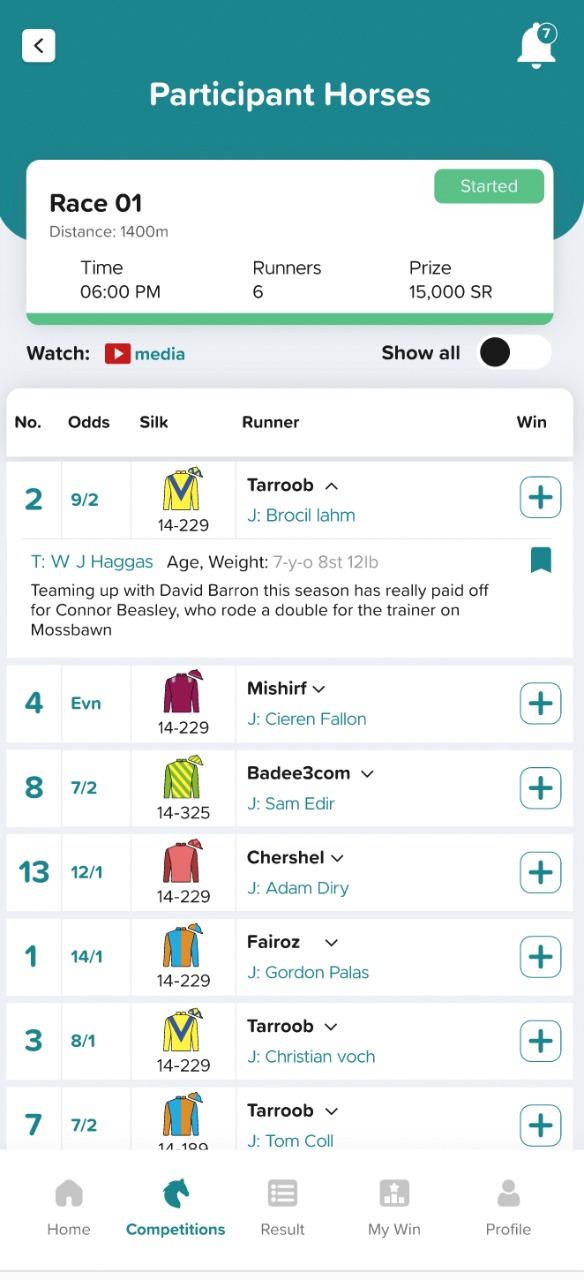 7
Participant Horses
Started
Race 01
Distance: 1400m
Time Runners Prize
06:00 PM 6 15,000 SR
Watch: media Show all
No. Odds Silk Runner Win
2 9/2 14-229 Tarroob
J: Brocil lahm
T: W J Haggas Age, Weight: 7-y-o 8st 12lb
Teaming up with David Barron this season has really paid off
for Connor Beasley, who rode a double for the trainer on
Mossbawn
4 Evn 14-229 Mishirf
J: Cieren Fallon
8 7/2 14-325 Badee3com
J: Sam Edir
13 12/1 14-229 Chershel
J: Adam Diry
1 14/1 14-229 Fairoz
J: Gordon Palas
3 8/1 14-229 Tarroob
J: Christian voch
7 7/2 14-189 Tarroob
J: Tom Coll
Home Competitions Result My Win Profile